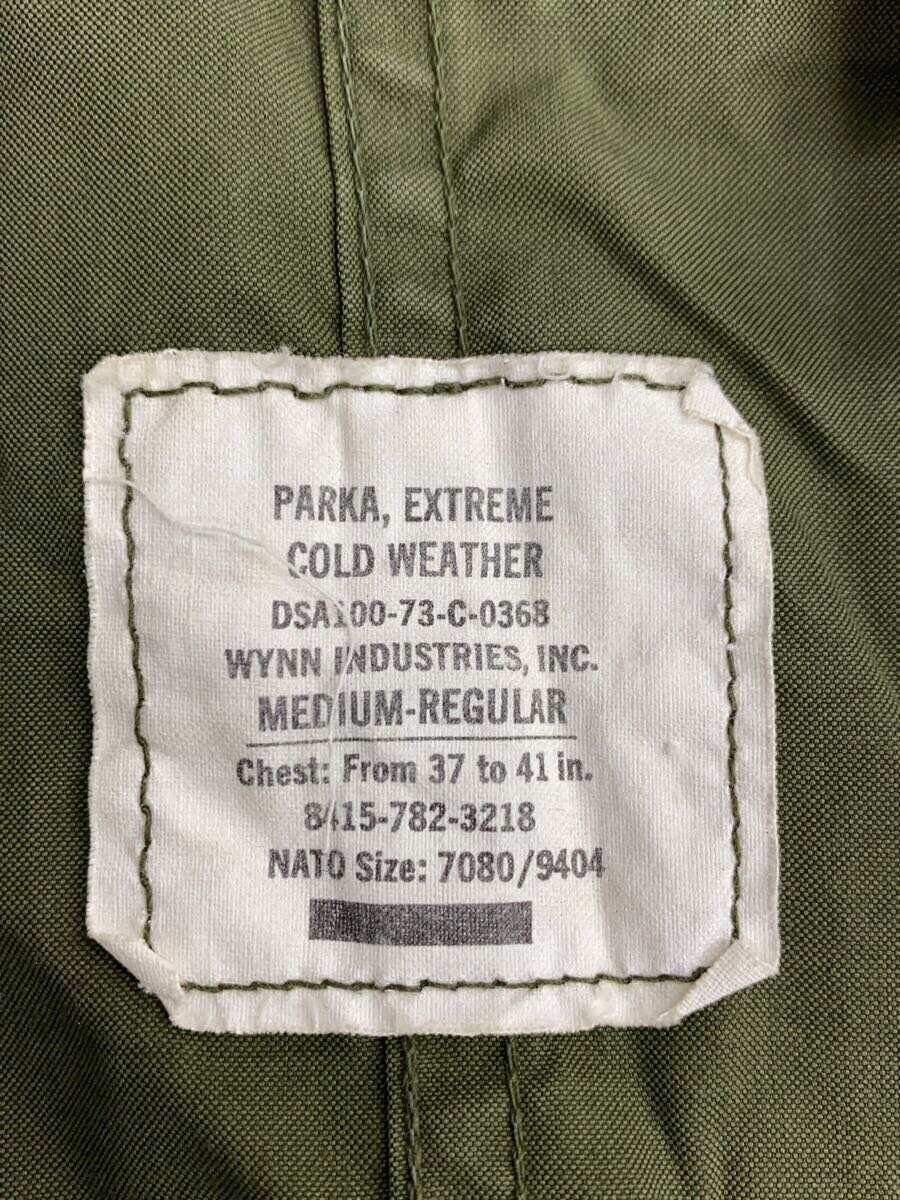 PARKA, EXTREME
COLD WEATHER
DSA100-73-C-0368
WYNN INDUSTRIES, INC.
MEDIUM-REGULAR
Chest: From 37 to 41 in.
8415-782-3218
NATO Size: 7080/9404